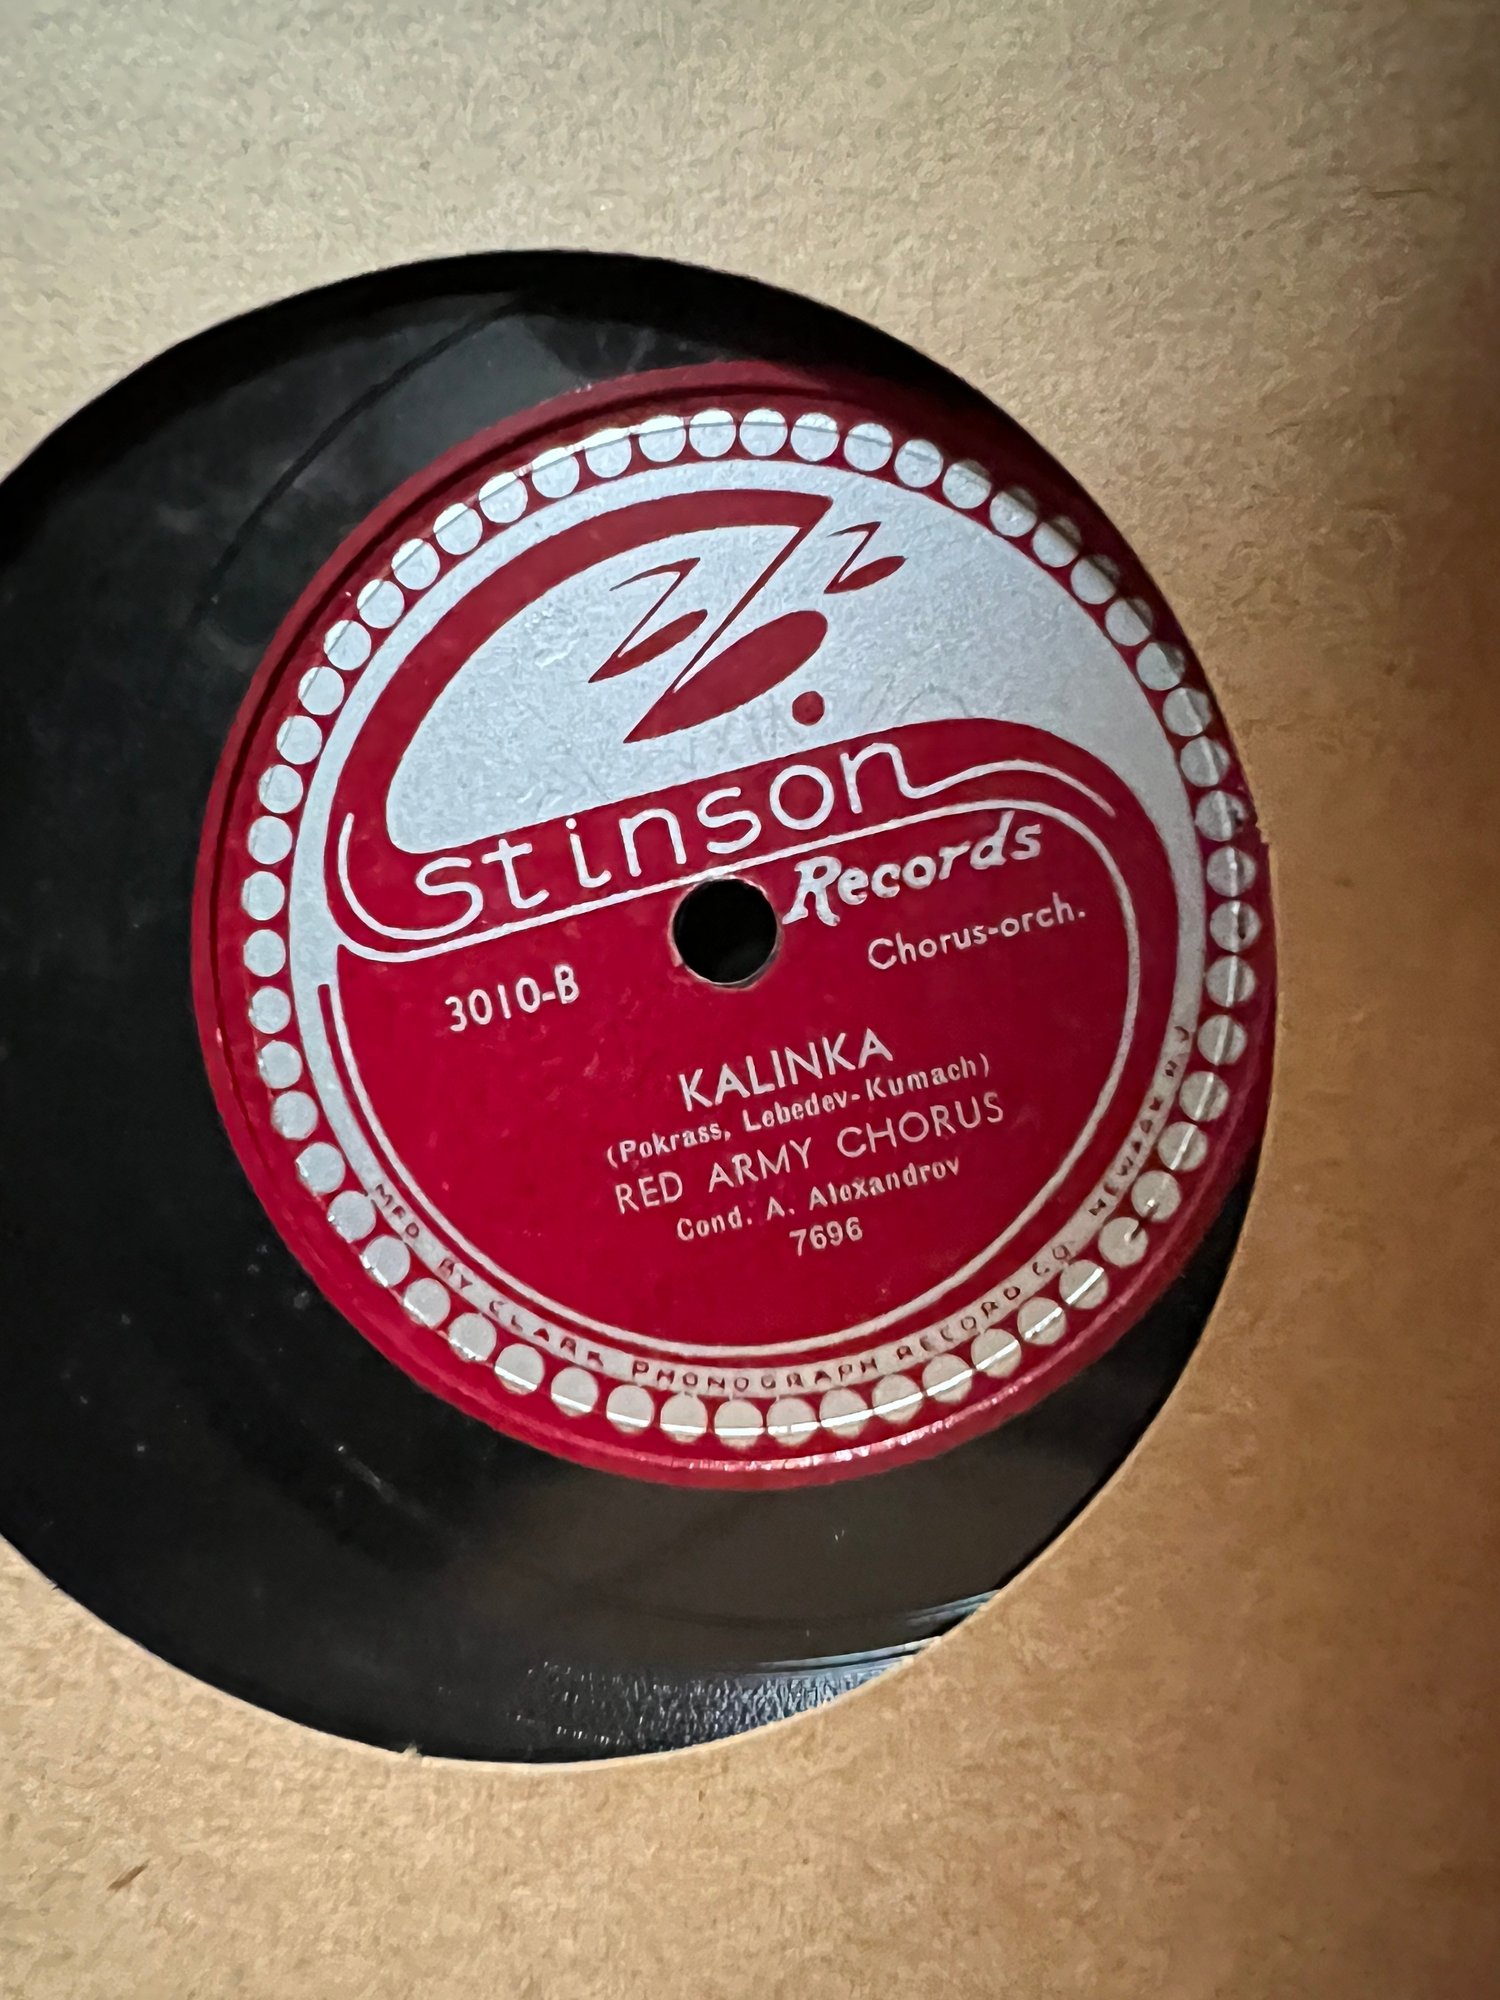 Stinson
Records
Chorus-orch.
3010-B
KALINKA
(Pokrass, Lebedev-Kumach)
RED ARMY CHORUS
Cond. A. Alexandrov
7696
MFD BY CLARK PHONOGRAPH RECORD CO. NEWARK N J